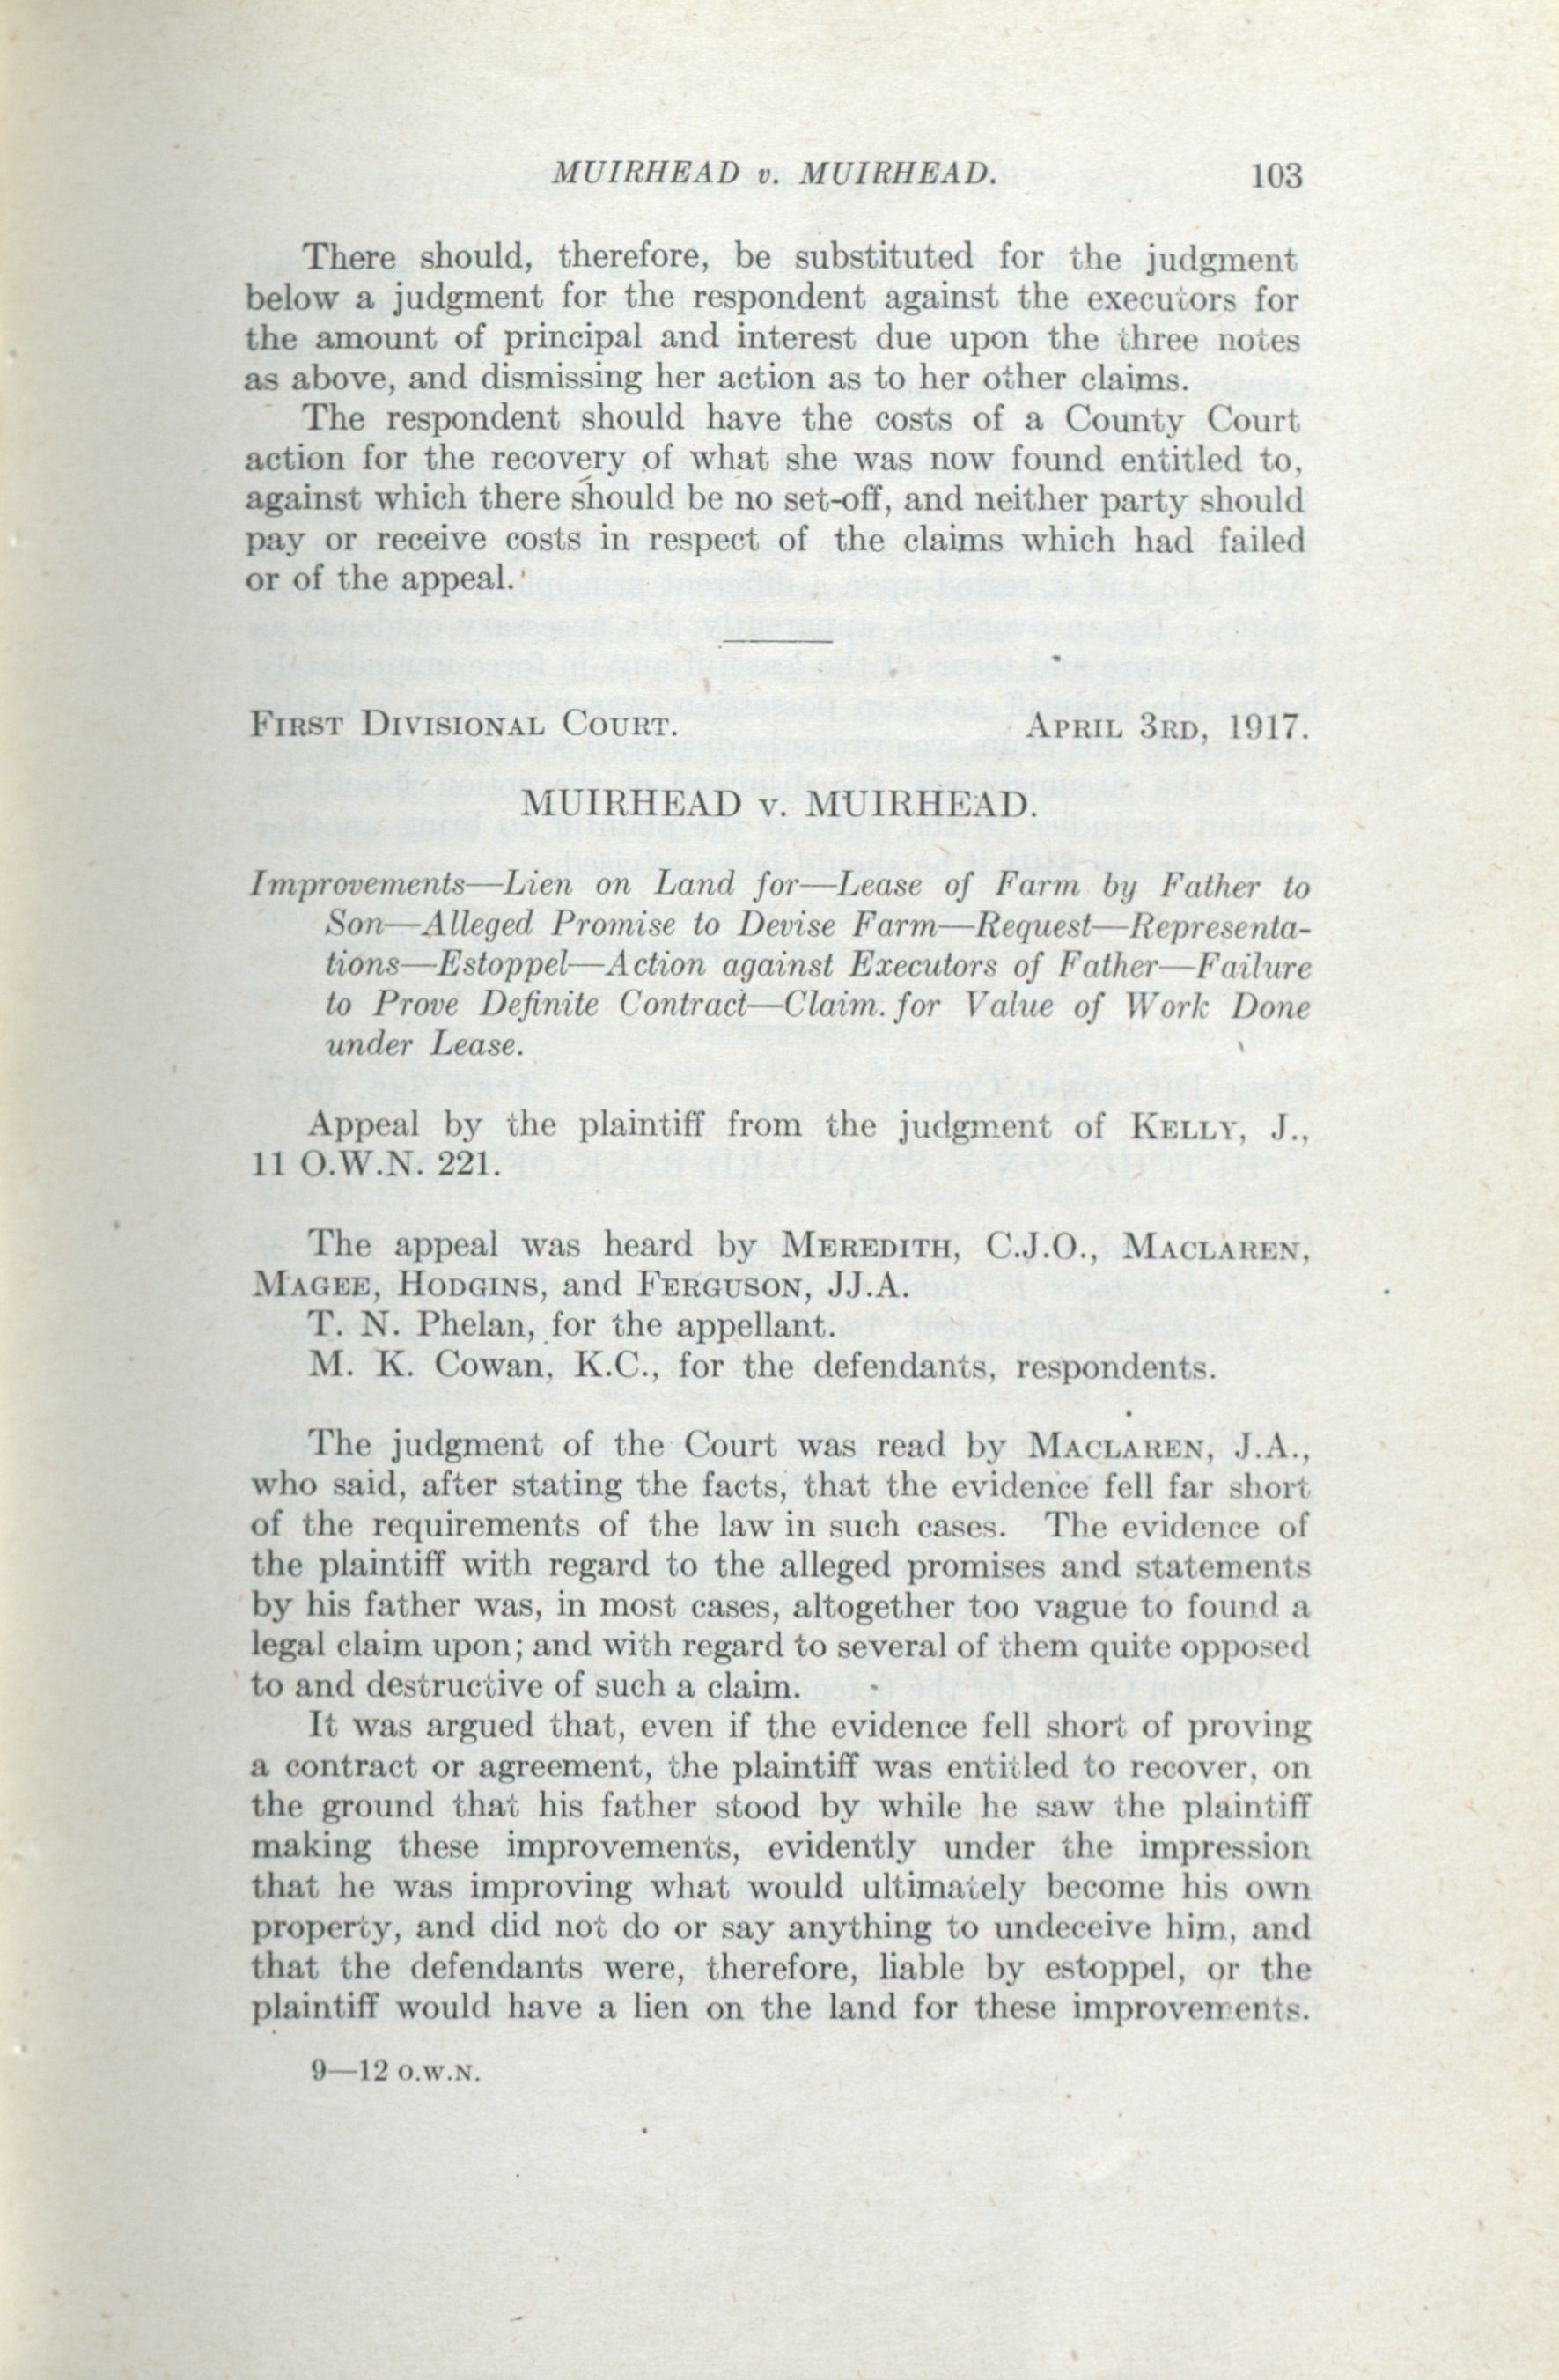 MUIRHEAD v. MUIRHEAD. 103
There should, therefore, be substituted for the judgment
below a judgment for the respondent against the executors for
the amount of principal and interest due upon the three notes
as above, and dismissing her action as to her other claims.
The respondent should have the costs of a County Court
action for the recovery of what she was now found entitled to,
against which there should be no set-off, and neither party should
pay or receive costs in respect of the claims which had failed
or of the appeal.
FIRST DIVISIONAL COURT. APRIL 3RD, 1917.
MUIRHEAD v. MUIRHEAD.
Improvements—Lien on Land for—Lease of Farm by Father to
Son—Alleged Promise to Devise Farm—Request—Representa-
tions—Estoppel—Action against Executors of Father—Failure
to Prove Definite Contract—Claim. for Value of Work Done
under Lease.
Appeal by the plaintiff from the judgment of KELLY, J.,
11 O.W.N. 221.
The appeal was heard by MEREDITH, C.J.O., MACLAREN,
MAGEE, HODGINS, and FERGUSON, JJ.A.
T. N. Phelan, for the appellant.
M. K. Cowan, K.C., for the defendants, respondents.
The judgment of the Court was read by MACLAREN, J.A.,
who said, after stating the facts, that the evidence fell far short
of the requirements of the law in such cases. The evidence of
the plaintiff with regard to the alleged promises and statements
by his father was, in most cases, altogether too vague to found a
legal claim upon; and with regard to several of them quite opposed
to and destructive of such a claim.
It was argued that, even if the evidence fell short of proving
a contract or agreement, the plaintiff was entitled to recover, on
the ground that his father stood by while he saw the plaintiff
making these improvements, evidently under the impression
that he was improving what would ultimately become his own
property, and did not do or say anything to undeceive him, and
that the defendants were, therefore, liable by estoppel, or the
plaintiff would have a lien on the land for these improvements.
9—12 O.W.N.